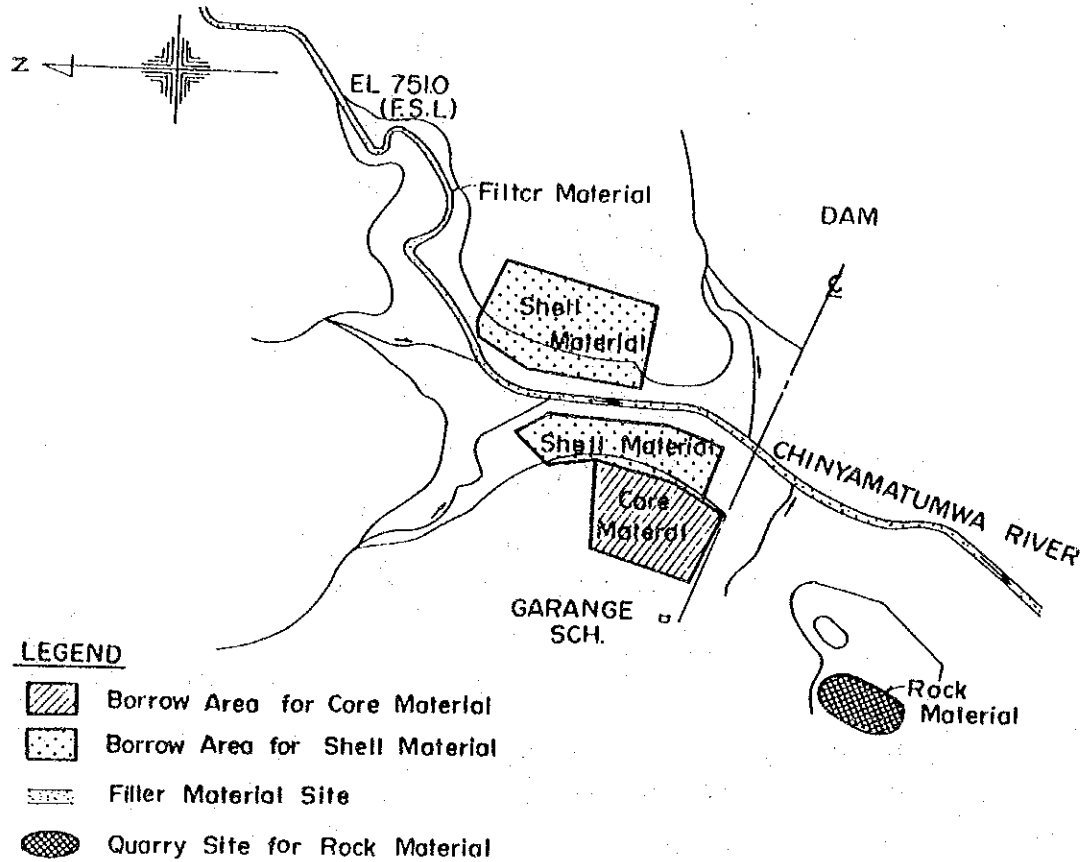 Z
EL 751.0
(F.S.L)
Filter Material
DAM
℄
Shell
Material
Shell Material
Core
Material
CHINYAMATUMWA RIVER
GARANGE
SCH.
Rock
Material
LEGEND
Borrow Area for Core Material
Borrow Area for Shell Material
Filler Material Site
Quarry Site for Rock Material